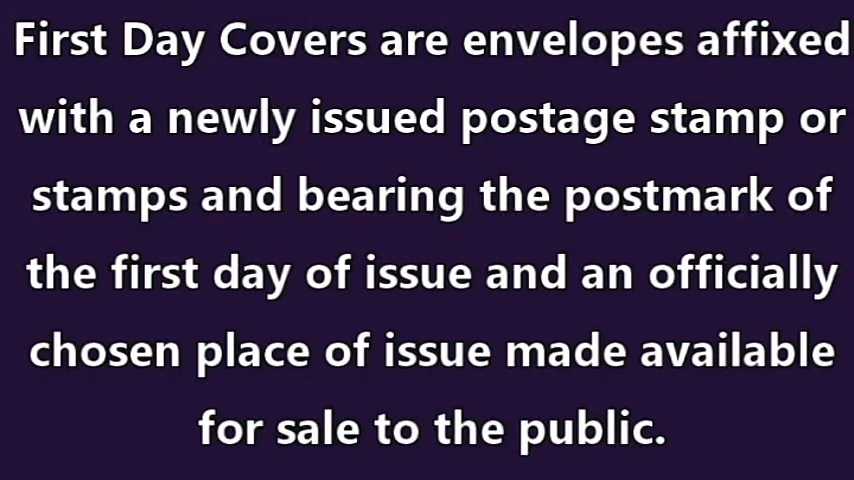 First Day Covers are envelopes affixed
with a newly issued postage stamp or
stamps and bearing the postmark of
the first day of issue and an officially
chosen place of issue made available
for sale to the public.